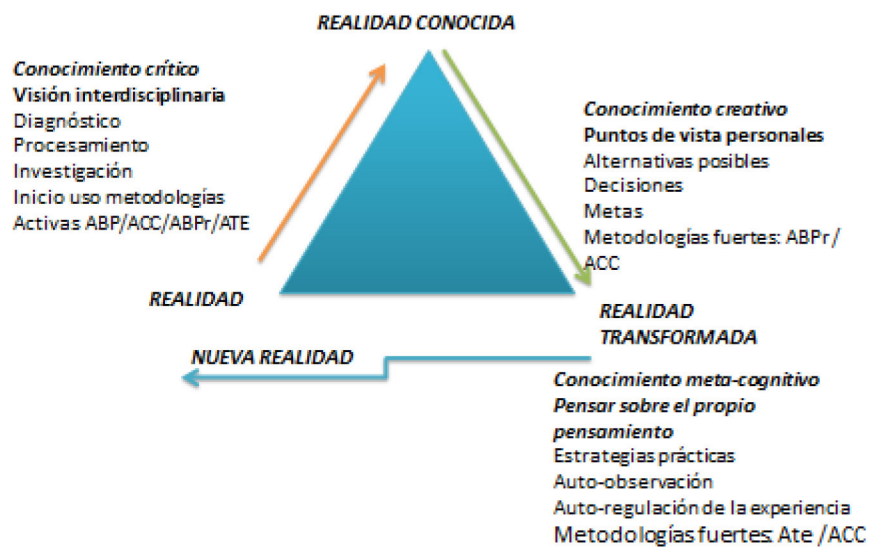 REALIDAD CONOCIDA
Conocimiento crítico
Visión interdisciplinaria
Diagnóstico
Procesamiento
Investigación
Inicio uso metodologías
Activas ABP/ACC/ABPr/ATE
Conocimiento creativo
Puntos de vista personales
Alternativas posibles
Decisiones
Metas
Metodologías fuertes: ABPr/
ACC
REALIDAD
REALIDAD
TRANSFORMADA
NUEVA REALIDAD
Conocimiento meta-cognitivo
Pensar sobre el propio
pensamiento
Estrategias prácticas
Auto-observación
Auto-regulación de la experiencia
Metodologías fuertes: Ate /ACC